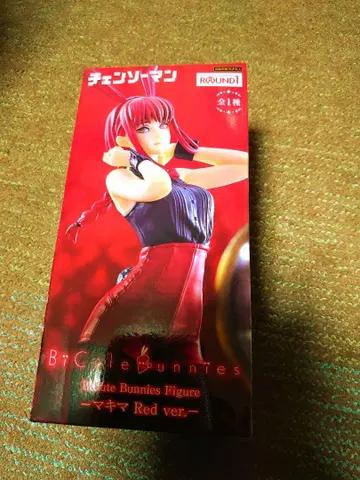 チェンソーマン
ROUND1
全1種
BiCute Bunnies
BiCute Bunnies Figure
ーマキマ Red ver.ー